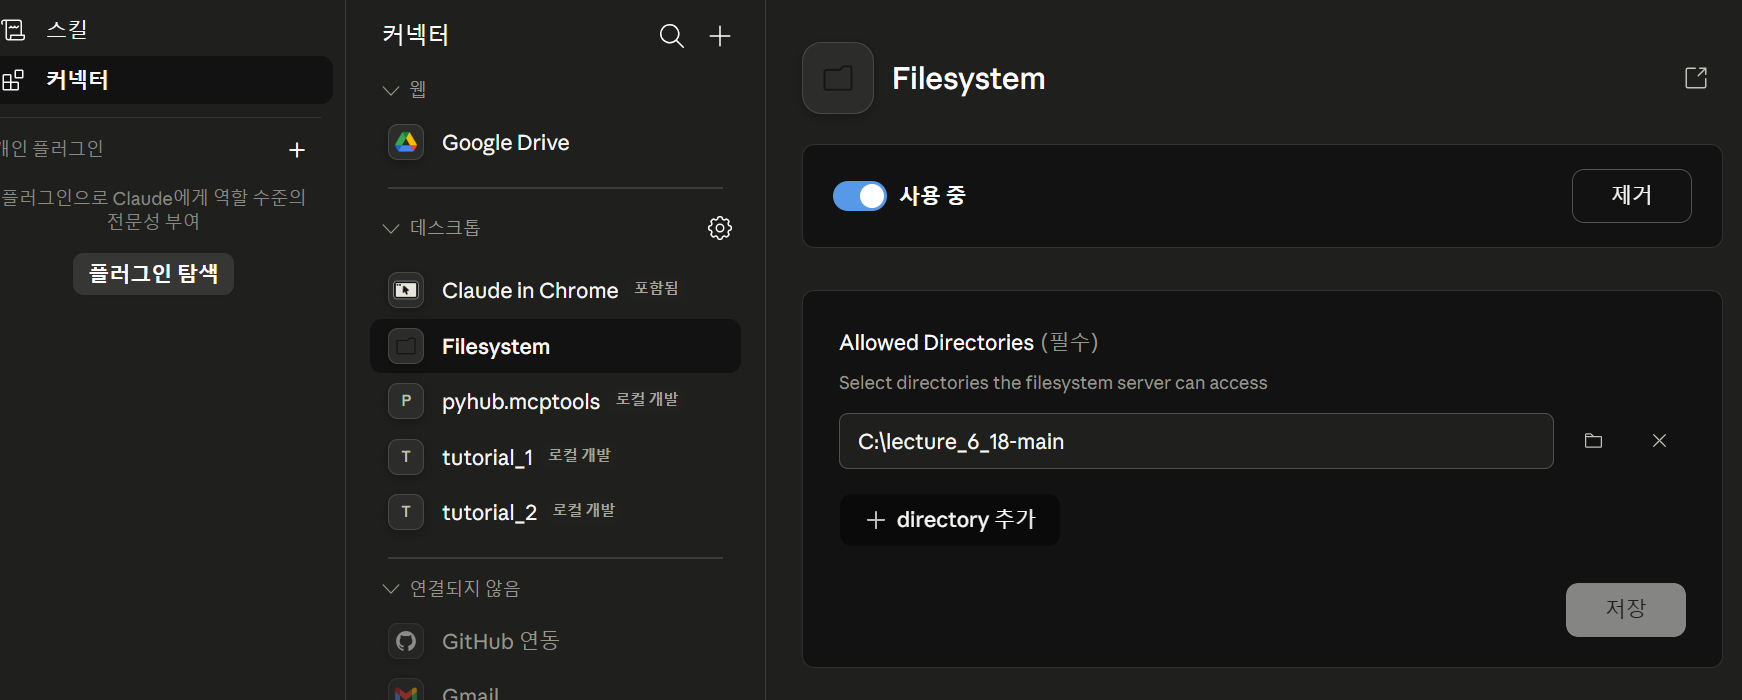 스킬
커넥터
개인 플러그인
플러그인으로 Claude에게 역할 수준의
전문성 부여
플러그인 탐색
커넥터
웹
Google Drive
데스크톱
Claude in Chrome 포함됨
Filesystem
P pyhub.mcptools 로컬 개발
T tutorial_1 로컬 개발
T tutorial_2 로컬 개발
연결되지 않음
GitHub 연동
Gmail
Filesystem
사용 중
제거
Allowed Directories (필수)
Select directories the filesystem server can access
C:\lecture_6_18-main
directory 추가
저장